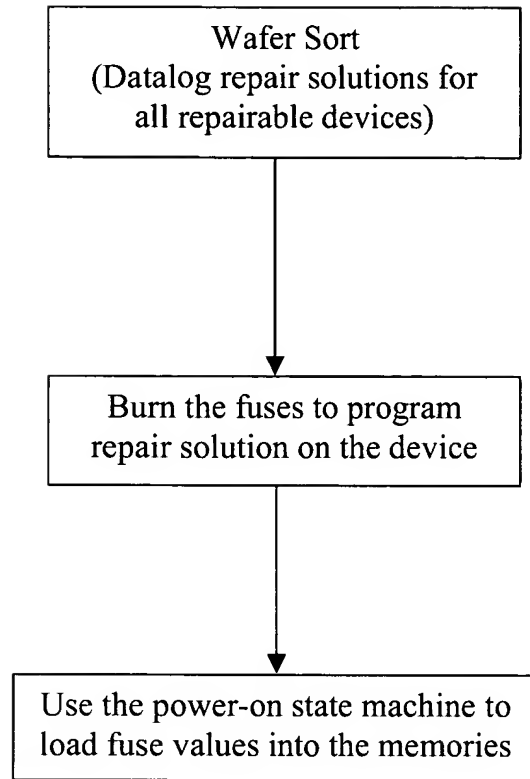 Wafer Sort
(Datalog repair solutions for
all repairable devices)
Burn the fuses to program
repair solution on the device
Use the power-on state machine to
load fuse values into the memories